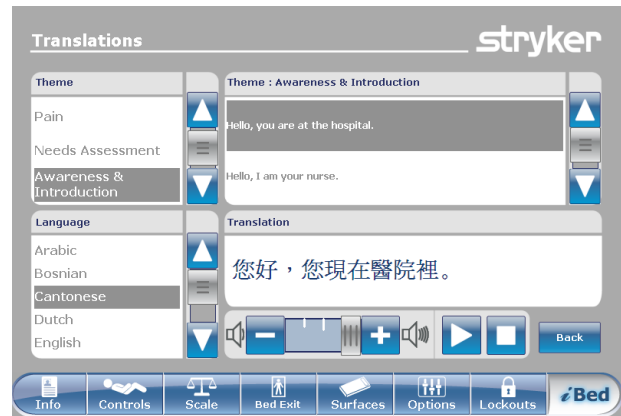 Translations
stryker
Theme
Pain
Needs Assessment
Awareness &
Introduction
Theme : Awareness & Introduction
Hello, you are at the hospital.
Hello, I am your nurse.
Language
Arabic
Bosnian
Cantonese
Dutch
English
Translation
您好，您現在醫院裡。
Back
Info
Controls
Scale
Bed Exit
Surfaces
Options
Lockouts
iBed